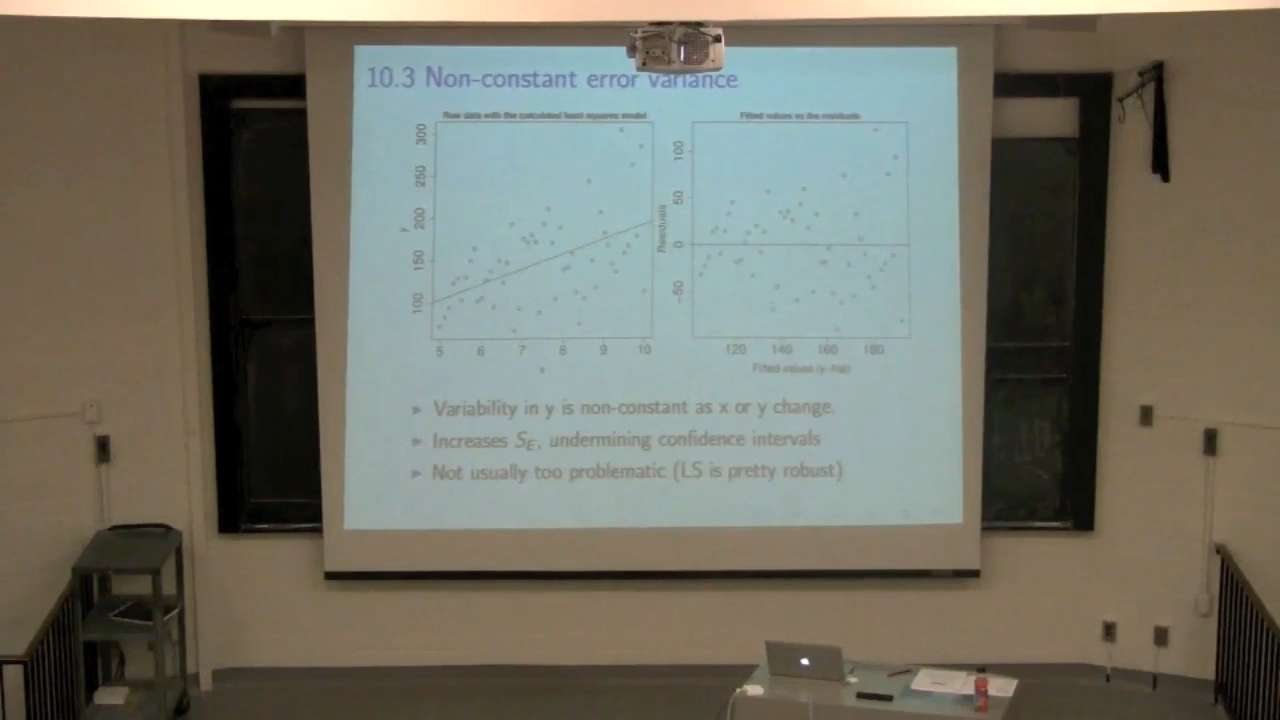 10.3 Non-constant error variance
Raw data with the calculated least squares model
Fitted values vs the residuals
300
250
200
150
100
y
5 6 7 8 9 10
x
100
50
0
-50
Residuals
120 140 160 180
Fitted values (y-hat)
Variability in y is non-constant as x or y change.
Increases SE, undermining confidence intervals
Not usually too problematic (LS is pretty robust)